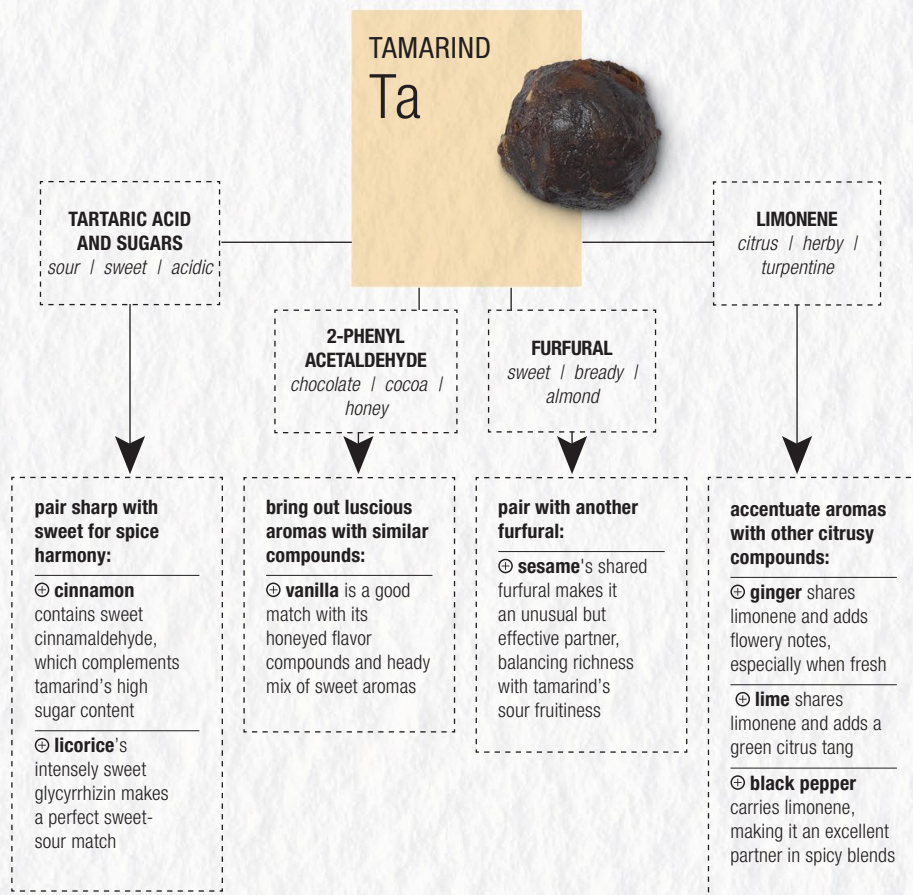 TAMARIND
Ta
TARTARIC ACID
AND SUGARS
sour | sweet | acidic
LIMONENE
citrus | herby |
turpentine
2-PHENYL
ACETALDEHYDE
chocolate | cocoa |
honey
FURFURAL
sweet | bready |
almond
pair sharp with
sweet for spice
harmony:
⊕ cinnamon
contains sweet
cinnamaldehyde,
which complements
tamarind's high
sugar content
⊕ licorice's
intensely sweet
glycyrrhizin makes
a perfect sweet-
sour match
bring out luscious
aromas with similar
compounds:
⊕ vanilla is a good
match with its
honeyed flavor
compounds and heady
mix of sweet aromas
pair with another
furfural:
⊕ sesame's shared
furfural makes it
an unusual but
effective partner,
balancing richness
with tamarind's
sour fruitiness
accentuate aromas
with other citrusy
compounds:
⊕ ginger shares
limonene and adds
flowery notes,
especially when fresh
⊕ lime shares
limonene and adds a
green citrus tang
⊕ black pepper
carries limonene,
making it an excellent
partner in spicy blends